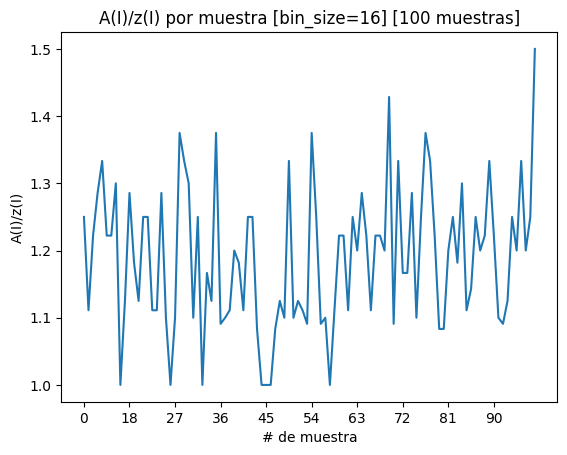 A(I)/z(I) por muestra [bin_size=16] [100 muestras]
1.5
1.4
1.3
1.2
1.1
1.0
A(I)/z(I)
0 18 27 36 45 54 63 72 81 90
# de muestra